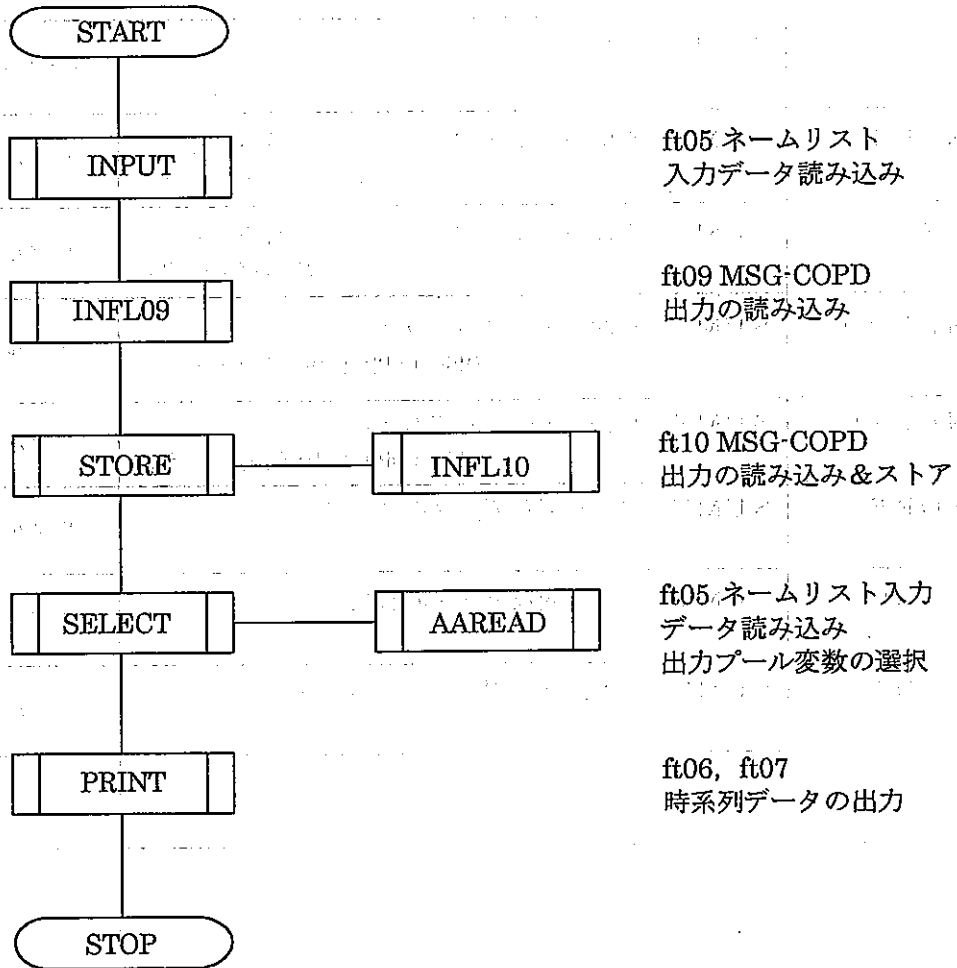 START
INPUT
ft05 ネームリスト
入力データ読み込み
INFL09
ft09 MSG-COPD
出力の読み込み
STORE
INFL10
ft10 MSG-COPD
出力の読み込み&ストア
SELECT
AAREAD
ft05 ネームリスト入力
データ読み込み
出力プール変数の選択
PRINT
ft06, ft07
時系列データの出力
STOP